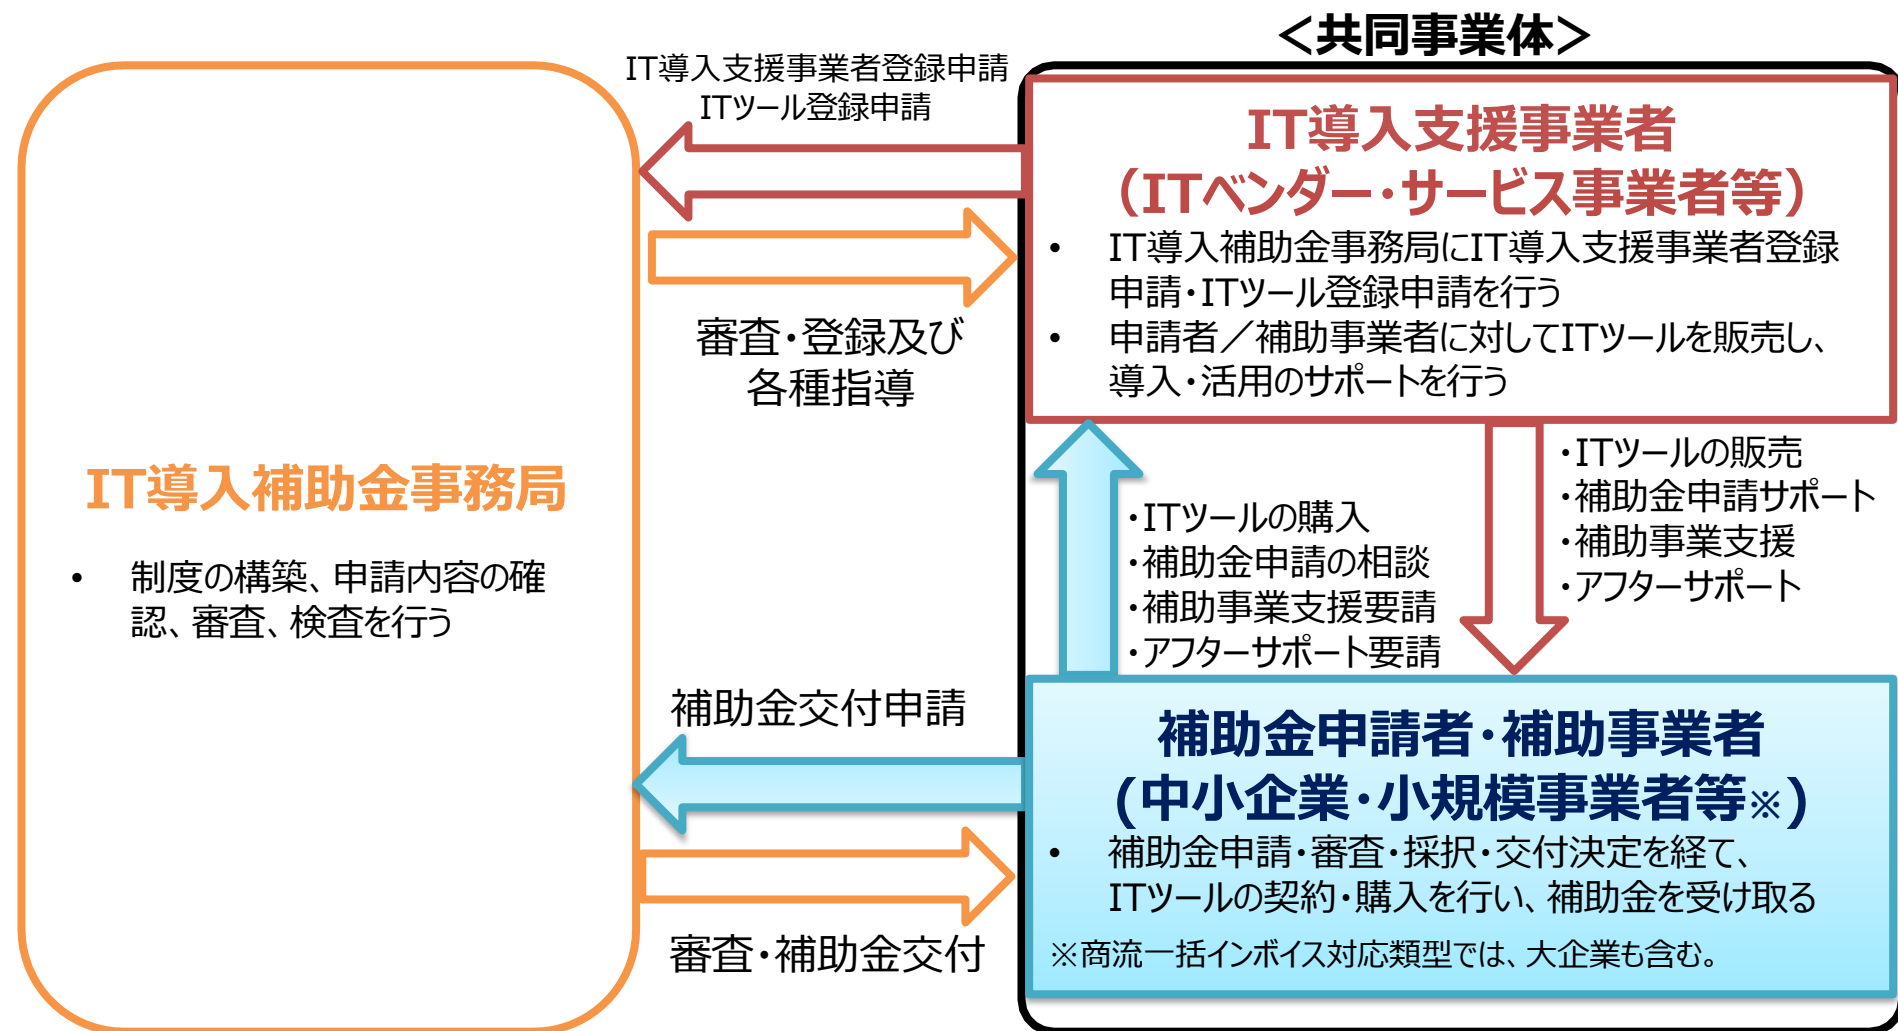 ＜共同事業体＞
IT導入支援事業者登録申請
ITツール登録申請
審査・登録及び
各種指導
IT導入補助金事務局
• 制度の構築、申請内容の確
認、審査、検査を行う
補助金交付申請
審査・補助金交付
IT導入支援事業者
（ITベンダー・サービス事業者等）
• IT導入補助金事務局にIT導入支援事業者登録
申請・ITツール登録申請を行う
• 申請者／補助事業者に対してITツールを販売し、
導入・活用のサポートを行う
・ITツールの購入
・補助金申請の相談
・補助事業支援要請
・アフターサポート要請
・ITツールの販売
・補助金申請サポート
・補助事業支援
・アフターサポート
補助金申請者・補助事業者
(中小企業・小規模事業者等※)
• 補助金申請・審査・採択・交付決定を経て、
ITツールの契約・購入を行い、補助金を受け取る
※商流一括インボイス対応類型では、大企業も含む。